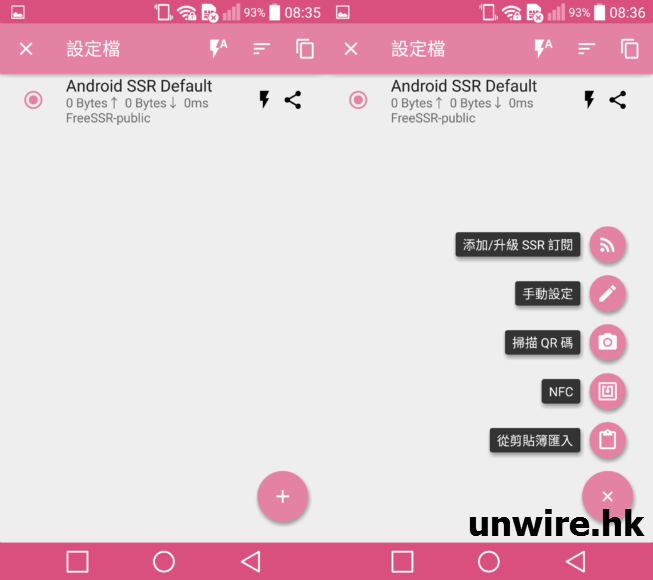 93% 08:35
設定檔
Android SSR Default
0 Bytes↑ 0 Bytes↓ 0ms
FreeSSR-public
93% 08:36
設定檔
Android SSR Default
0 Bytes↑ 0 Bytes↓ 0ms
FreeSSR-public
添加/升級 SSR 訂閱
手動設定
掃描 QR 碼
NFC
從剪貼簿匯入
unwire.hk